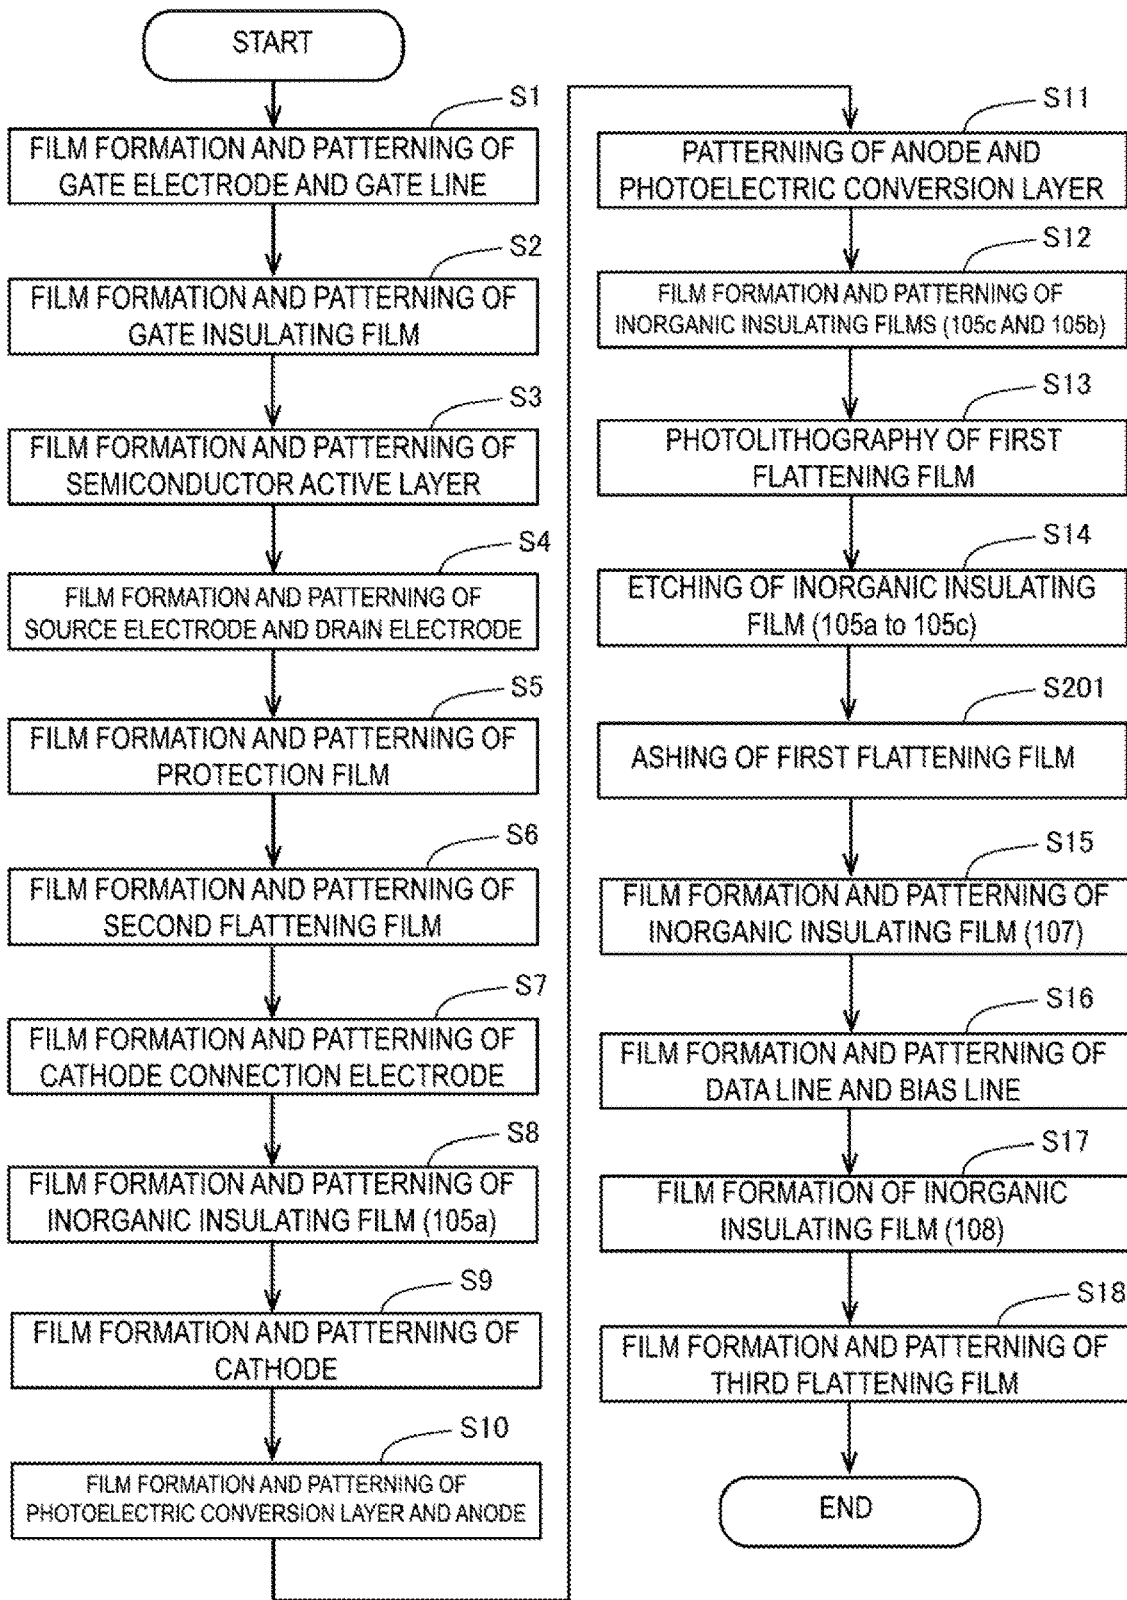 START
S1
FILM FORMATION AND PATTERNING OF
GATE ELECTRODE AND GATE LINE
S2
FILM FORMATION AND PATTERNING OF
GATE INSULATING FILM
S3
FILM FORMATION AND PATTERNING OF
SEMICONDUCTOR ACTIVE LAYER
S4
FILM FORMATION AND PATTERNING OF
SOURCE ELECTRODE AND DRAIN ELECTRODE
S5
FILM FORMATION AND PATTERNING OF
PROTECTION FILM
S6
FILM FORMATION AND PATTERNING OF
SECOND FLATTENING FILM
S7
FILM FORMATION AND PATTERNING OF
CATHODE CONNECTION ELECTRODE
S8
FILM FORMATION AND PATTERNING OF
INORGANIC INSULATING FILM (105a)
S9
FILM FORMATION AND PATTERNING OF
CATHODE
S10
FILM FORMATION AND PATTERNING OF
PHOTOELECTRIC CONVERSION LAYER AND ANODE
S11
PATTERNING OF ANODE AND
PHOTOELECTRIC CONVERSION LAYER
S12
FILM FORMATION AND PATTERNING OF
INORGANIC INSULATING FILMS (105c AND 105b)
S13
PHOTOLITHOGRAPHY OF FIRST
FLATTENING FILM
S14
ETCHING OF INORGANIC INSULATING
FILM (105a to 105c)
S201
ASHING OF FIRST FLATTENING FILM
S15
FILM FORMATION AND PATTERNING OF
INORGANIC INSULATING FILM (107)
S16
FILM FORMATION AND PATTERNING OF
DATA LINE AND BIAS LINE
S17
FILM FORMATION OF INORGANIC
INSULATING FILM (108)
S18
FILM FORMATION AND PATTERNING OF
THIRD FLATTENING FILM
END